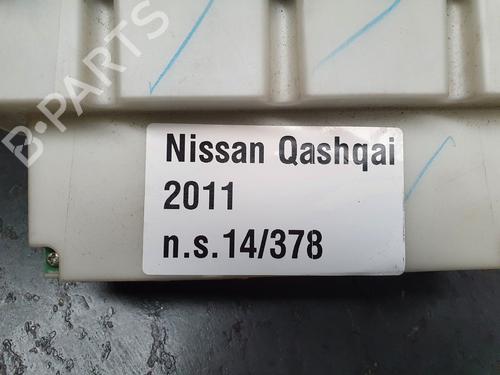 B-PARTS
Nissan Qashqai
2011
n.s.14/378